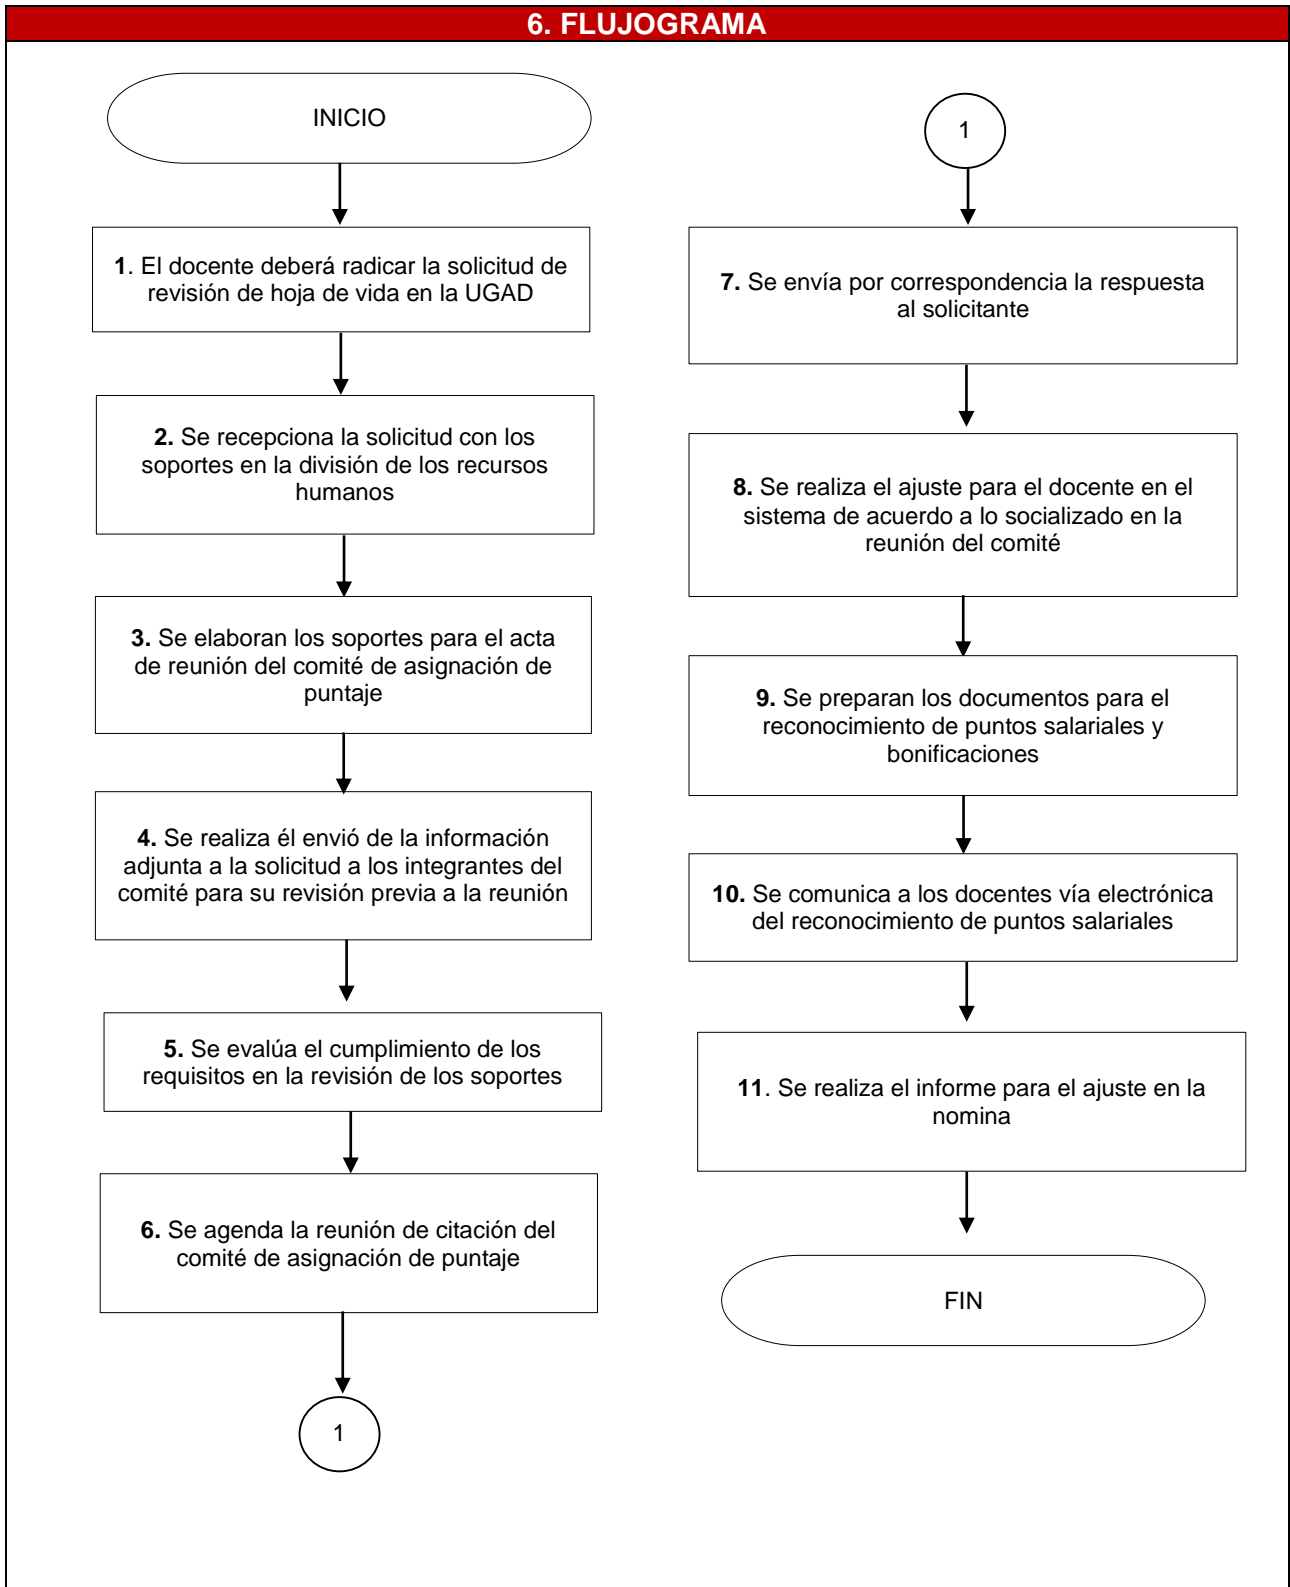 6. FLUJOGRAMA
INICIO
1. El docente deberá radicar la solicitud de
revisión de hoja de vida en la UGAD
2. Se recepciona la solicitud con los
soportes en la división de los recursos
humanos
3. Se elaboran los soportes para el acta
de reunión del comité de asignación de
puntaje
4. Se realiza él envió de la información
adjunta a la solicitud a los integrantes del
comité para su revisión previa a la reunión
5. Se evalúa el cumplimiento de los
requisitos en la revisión de los soportes
6. Se agenda la reunión de citación del
comité de asignación de puntaje
1
1
7. Se envía por correspondencia la respuesta
al solicitante
8. Se realiza el ajuste para el docente en el
sistema de acuerdo a lo socializado en la
reunión del comité
9. Se preparan los documentos para el
reconocimiento de puntos salariales y
bonificaciones
10. Se comunica a los docentes vía electrónica
del reconocimiento de puntos salariales
11. Se realiza el informe para el ajuste en la
nomina
FIN